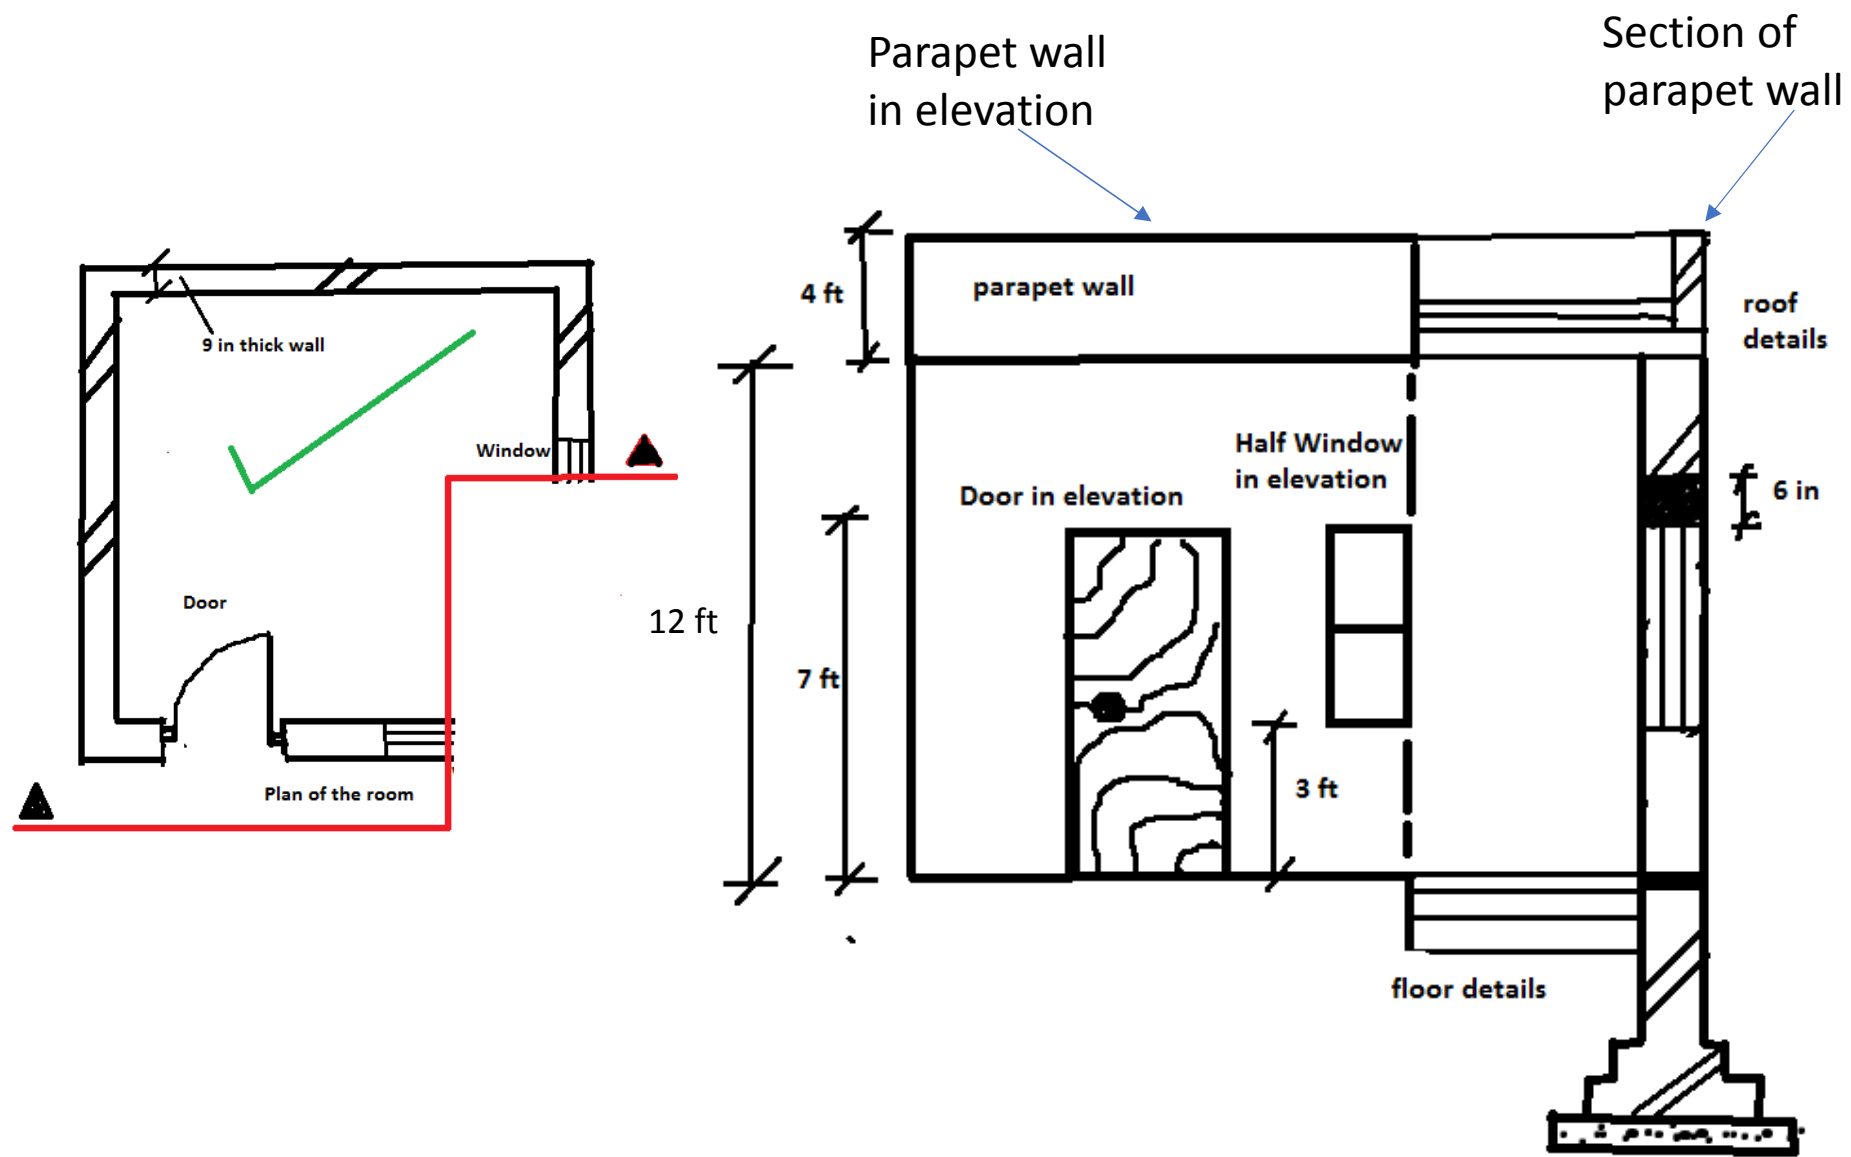 Parapet wall
in elevation
Section of
parapet wall
9 in thick wall
Window
Door
Plan of the room
4 ft
parapet wall
roof
details
Half Window
in elevation
Door in elevation
6 in
12 ft
7 ft
3 ft
floor details